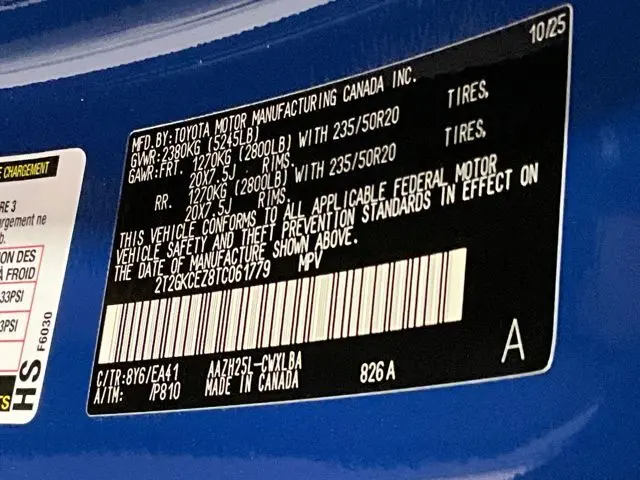 10/25
MFD.BY:TOYOTA MOTOR MANUFACTURING CANADA INC.
GVWR:2380KG (5245LB)
GAWR:FRT. 1270KG (2800LB) WITH 235/50R20 TIRES,
20X7.5J RIMS.
RR. 1270KG (2800LB) WITH 235/50R20 TIRES,
20X7.5J RIMS.
THIS VEHICLE CONFORMS TO ALL APPLICABLE FEDERAL MOTOR
VEHICLE SAFETY AND THEFT PREVENTION STANDARDS IN EFFECT ON
THE DATE OF MANUFACTURE SHOWN ABOVE.
2T2GKCEZ8TC061779 MPV
C/TR:8Y6/EA41 AAZH25L-CWXLBA 826A
A/TM: /P810 MADE IN CANADA
A
E CHARGEMENT
RE 3
rgement ne
b.
ION DES
À FROID
33PSI
3PSI
TS
HS F6030